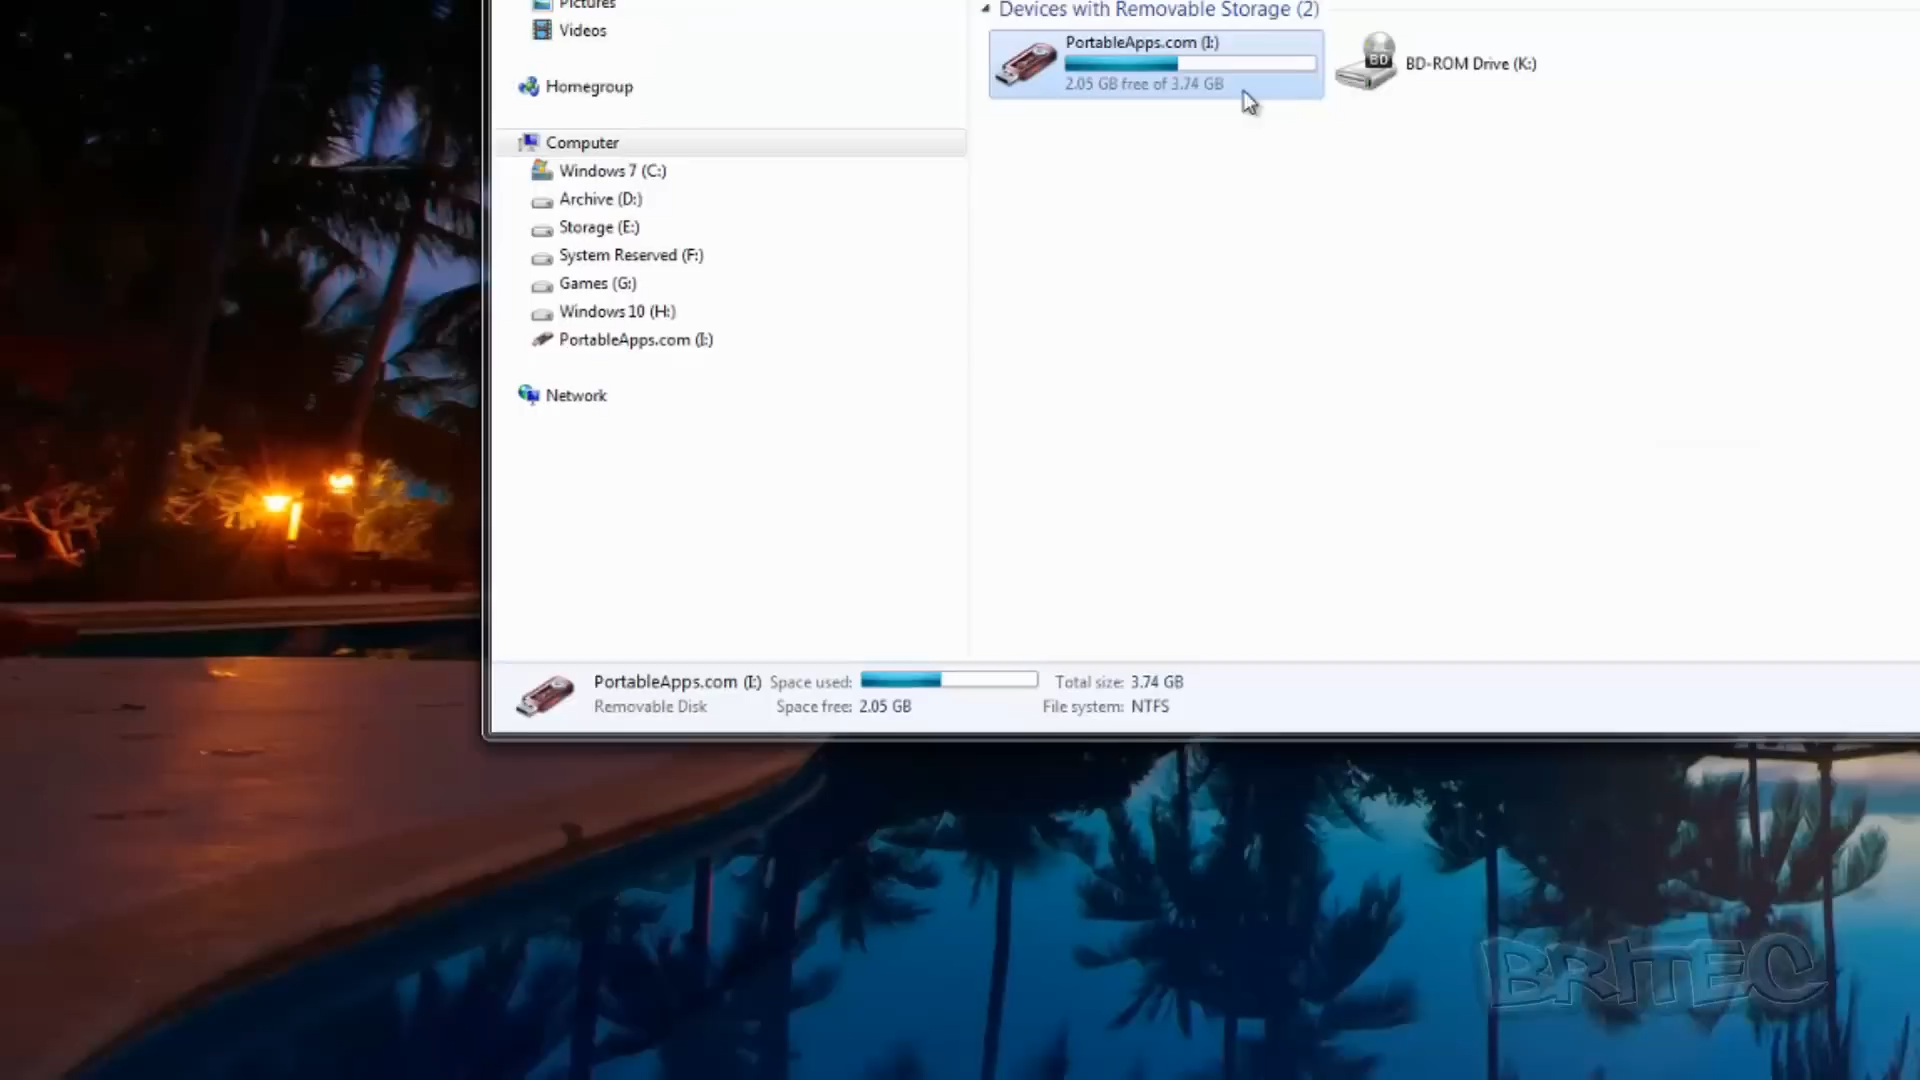 Pictures
Videos
Homegroup
Computer
Windows 7 (C:)
Archive (D:)
Storage (E:)
System Reserved (F:)
Games (G:)
Windows 10 (H:)
PortableApps.com (I:)
Network
Devices with Removable Storage (2)
PortableApps.com (I:)
2.05 GB free of 3.74 GB
BD
BD-ROM Drive (K:)
PortableApps.com (I:) Space used: Total size: 3.74 GB
Removable Disk Space free: 2.05 GB File system: NTFS
BRITEC